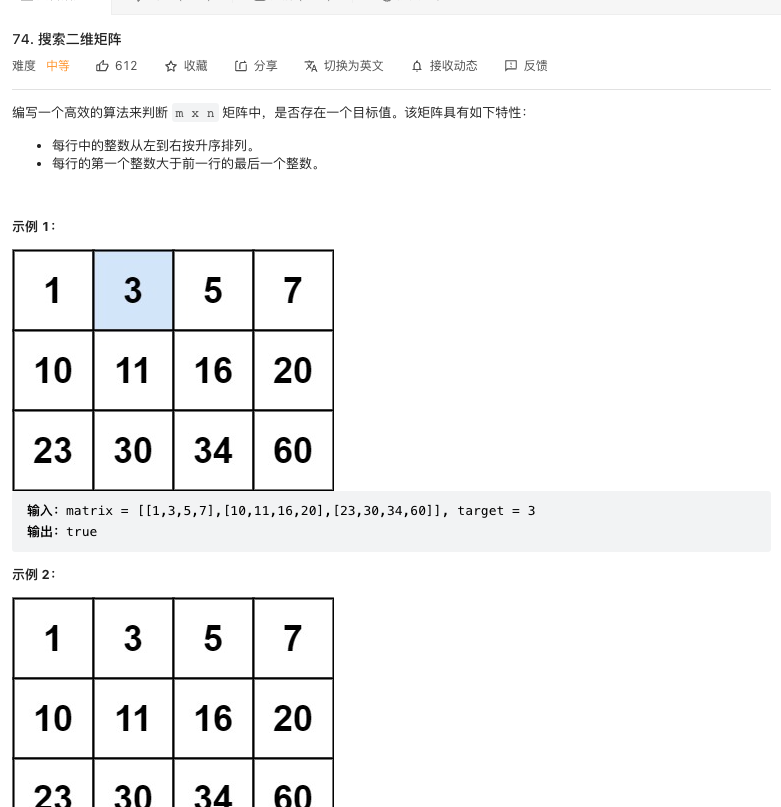 74. 搜索二维矩阵
难度 中等 612 收藏 分享 切换为英文 接收动态 反馈
编写一个高效的算法来判断 m x n 矩阵中，是否存在一个目标值。该矩阵具有如下特性：
• 每行中的整数从左到右按升序排列。
• 每行的第一个整数大于前一行的最后一个整数。
示例 1：
1 3 5 7
10 11 16 20
23 30 34 60
输入：matrix = [[1,3,5,7],[10,11,16,20],[23,30,34,60]], target = 3
输出：true
示例 2：
1 3 5 7
10 11 16 20
23 30 34 60